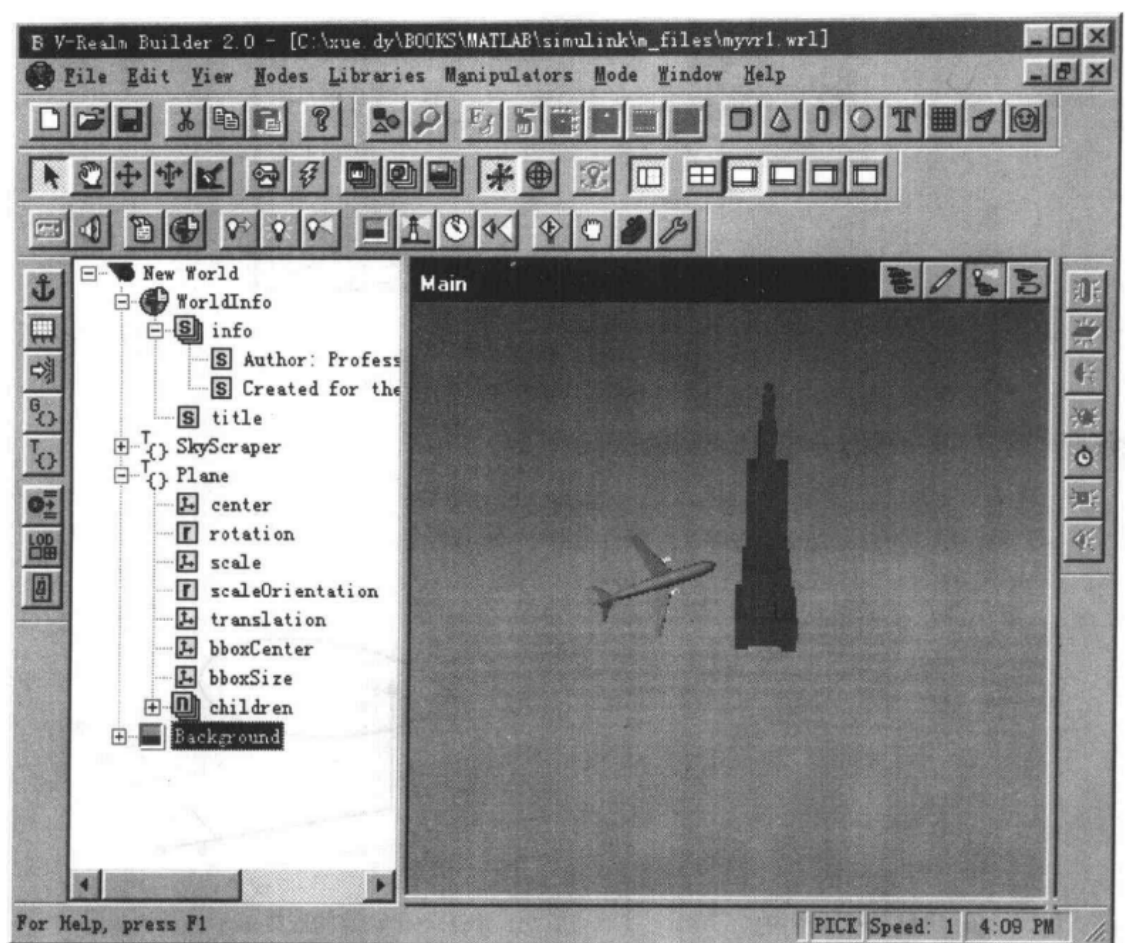 V-Realm Builder 2.0 - [C:\xue_dy\BOOKS\MATLAB\simulink\m_files\myvr1.wrl]
File Edit View Nodes Libraries Manipulators Mode Window Help
New World
WorldInfo
info
Author: Profess
Created for the
title
SkyScraper
Plane
center
rotation
scale
scaleOrientation
translation
bboxCenter
bboxSize
children
Background
Main
LOD
For Help, press F1
PICK Speed: 1 4:09 PM